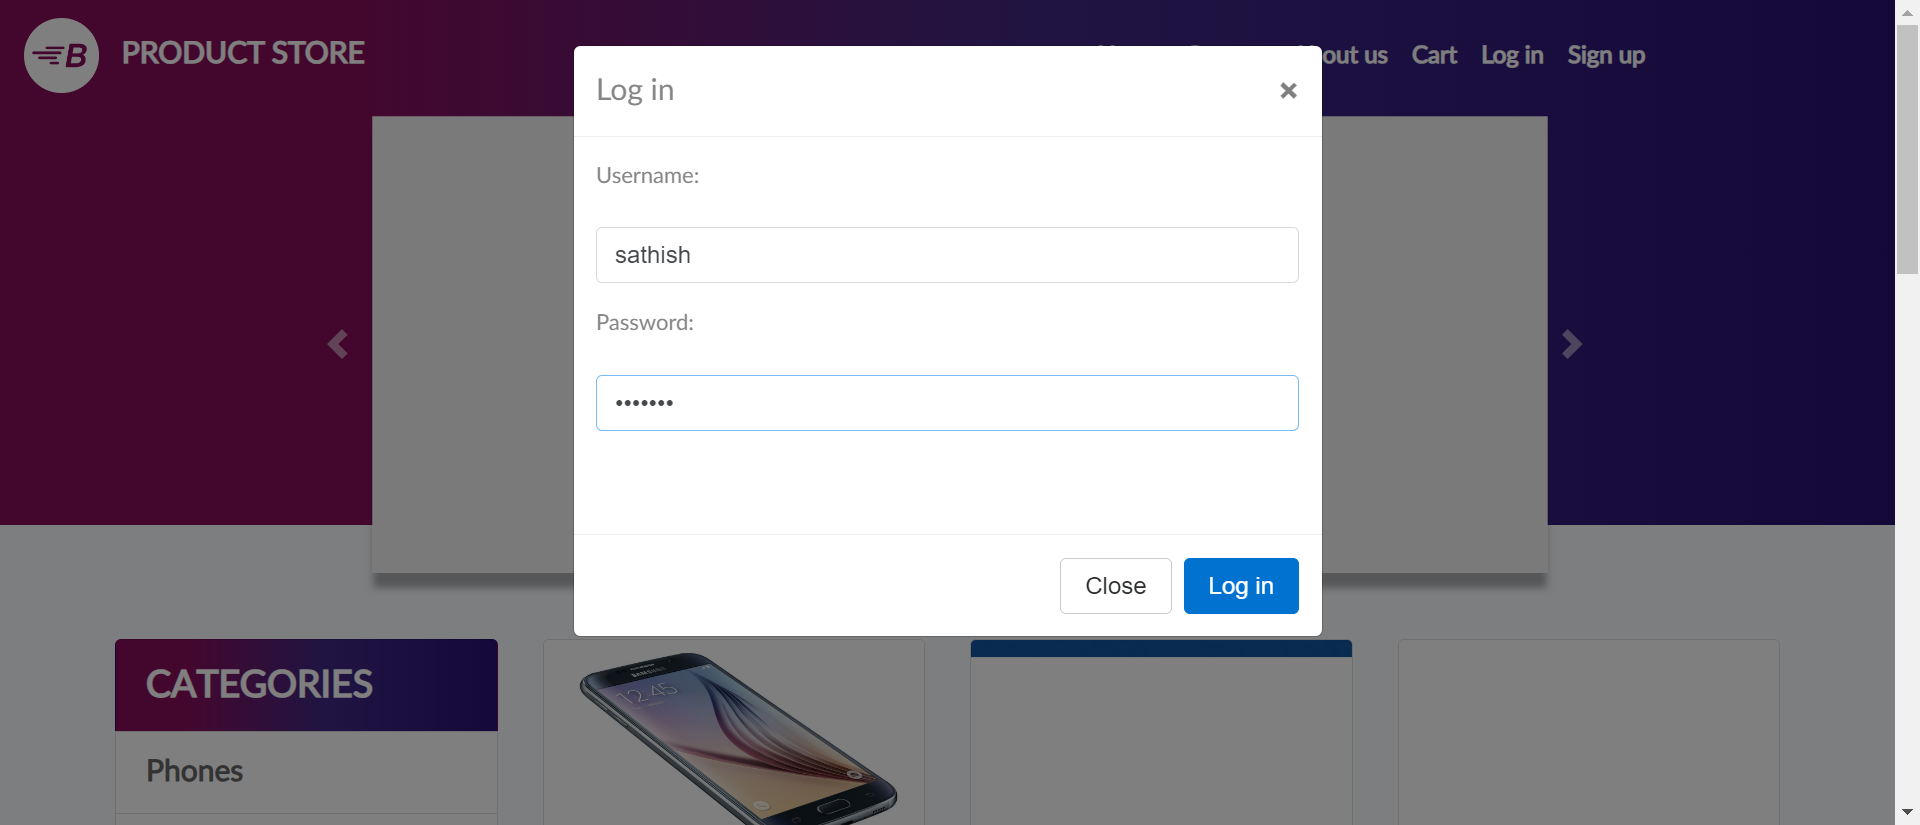 B PRODUCT STORE
out us Cart Log in Sign up
Log in
×
Username:
sathish
Password:
•••••••
Close Log in
CATEGORIES
SAMSUNG
12:45
Phones